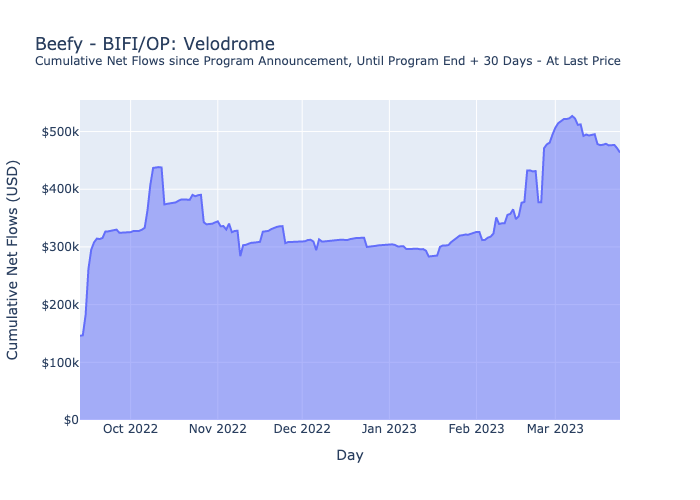 Beefy - BIFI/OP: Velodrome
Cumulative Net Flows since Program Announcement, Until Program End + 30 Days - At Last Price
Cumulative Net Flows (USD)
$500k
$400k
$300k
$200k
$100k
$0
Oct 2022 Nov 2022 Dec 2022 Jan 2023 Feb 2023 Mar 2023
Day